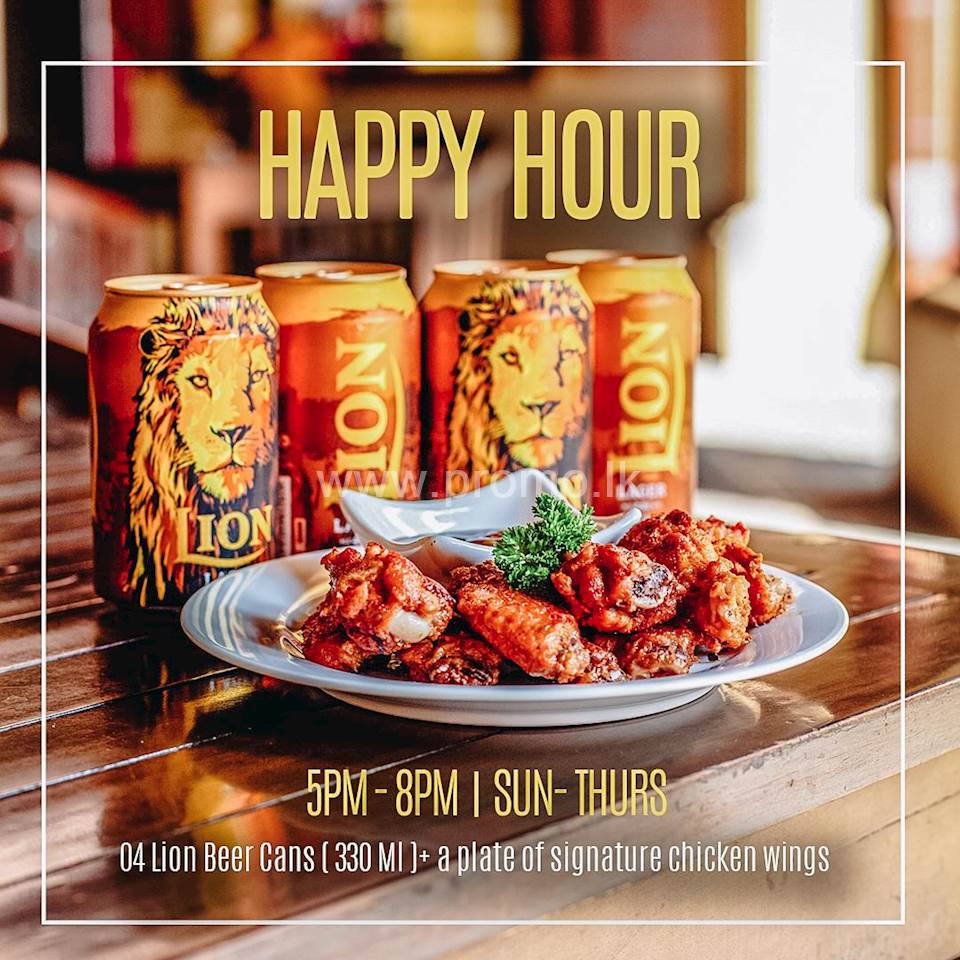 HAPPY HOUR
LION
LION
LION
LAGER
www.promo.lk
5PM - 8PM | SUN- THURS
04 Lion Beer Cans ( 330 Ml )+ a plate of signature chicken wings